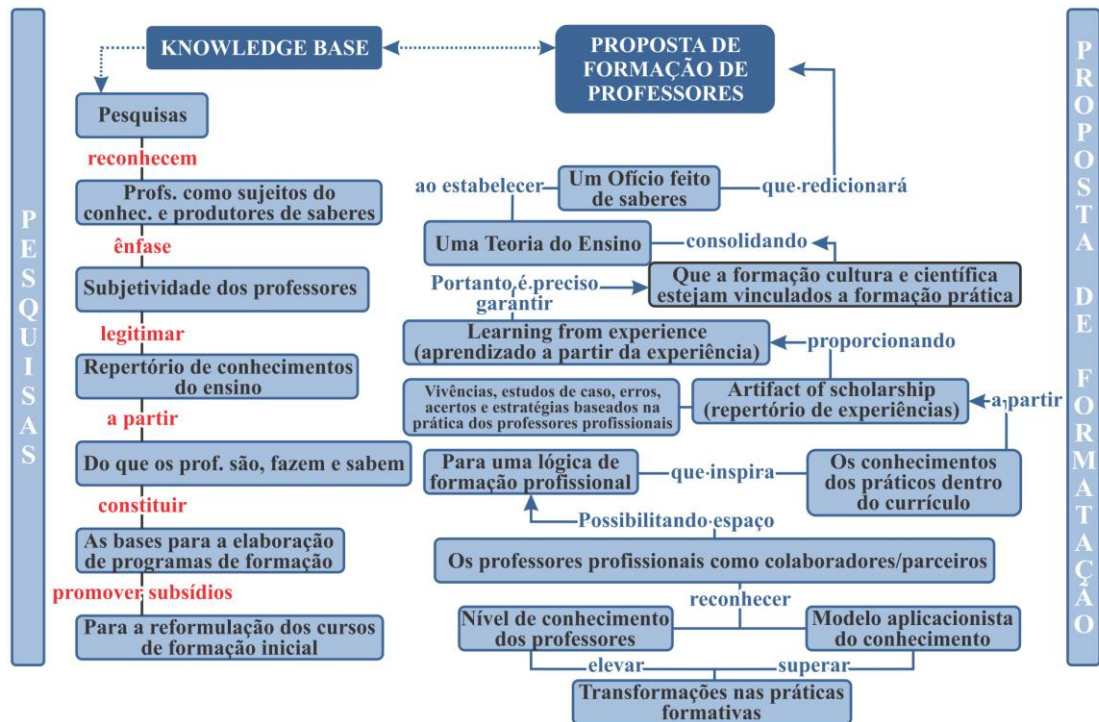 PESQUISAS
KNOWLEDGE BASE
Pesquisas
reconhecem
Profs. como sujeitos do
conhec. e produtores de saberes
ênfase
Subjetividade dos professores
legitimar
Repertório de conhecimentos
do ensino
a partir
Do que os prof. são, fazem e sabem
constituir
As bases para a elaboração
de programas de formação
promover subsídios
Para a reformulação dos cursos
de formação inicial
PROPOSTA DE
FORMAÇÃO DE
PROFESSORES
ao estabelecer
Um Ofício feito
de saberes
que redicionará
Uma Teoria do Ensino
consolidando
Portanto é preciso
garantir
Que a formação cultura e científica
estejam vinculados a formação prática
Learning from experience
(aprendizado a partir da experiência)
proporcionando
Vivências, estudos de caso, erros,
acertos e estratégias baseados na
prática dos professores profissionais
Artifact of scholarship
(repertório de experiências)
a partir
Para uma lógica de
formação profissional
que inspira
Os conhecimentos
dos práticos dentro
do currículo
Possibilitando espaço
Os professores profissionais como colaboradores/parceiros
reconhecer
Nível de conhecimento
dos professores
Modelo aplicacionista
do conhecimento
elevar
superar
Transformações nas práticas
formativas
PROPOSTA DE FORMATAÇÃO